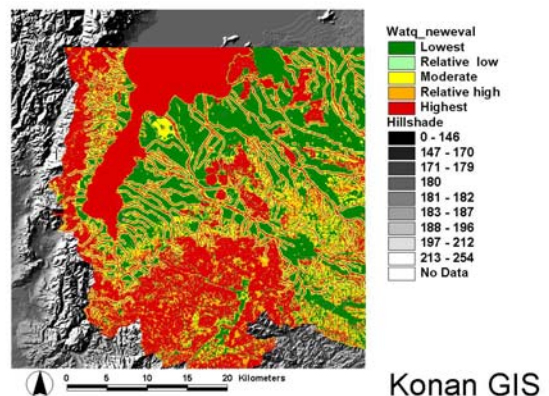 Watq_neweval
Lowest
Relative low
Moderate
Relative high
Highest
Hillshade
0 - 146
147 - 170
171 - 179
180
181 - 182
183 - 187
188 - 196
197 - 212
213 - 254
No Data
0 5 10 15 20 Kilometers
Konan GIS